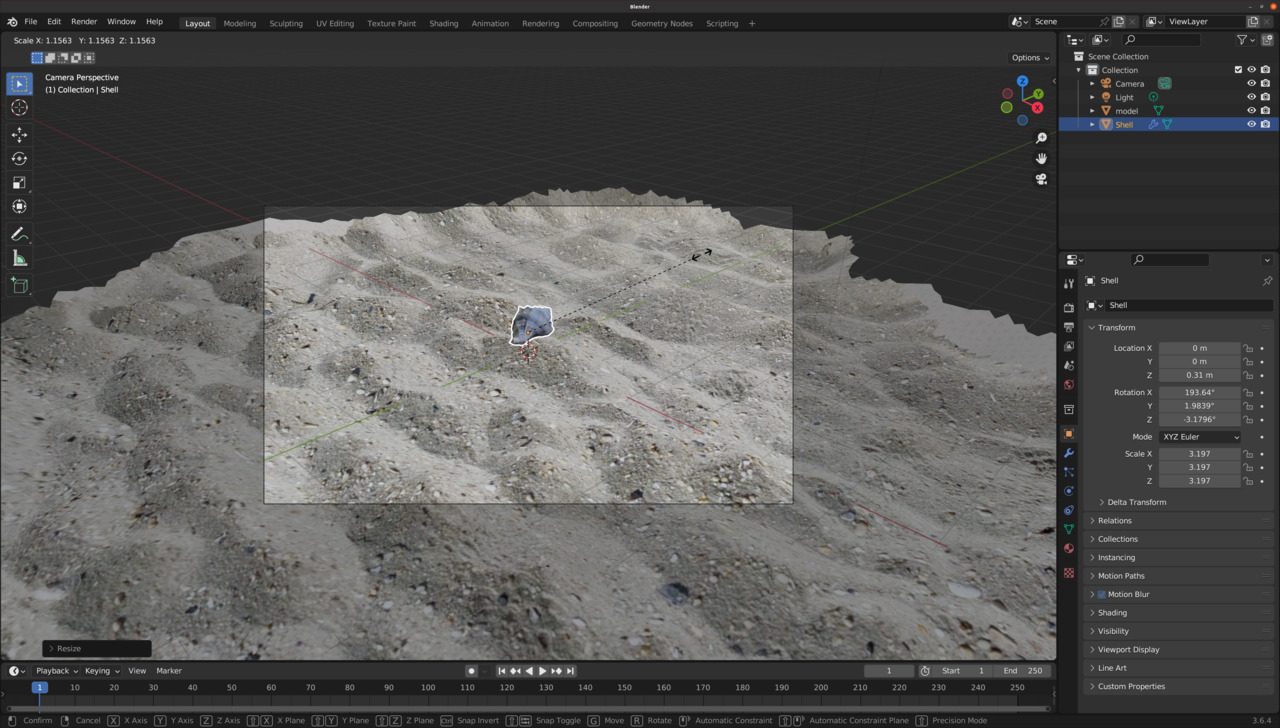 Blender
File Edit Render Window Help Layout Modeling Sculpting UV Editing Texture Paint Shading Animation Rendering Compositing Geometry Nodes Scripting + Scene ViewLayer
Scale X: 1.1563 Y: 1.1563 Z: 1.1563
Options
Camera Perspective
(1) Collection | Shell
Z
Y
X
Scene Collection
Collection
Camera
Light
model
Shell
Shell
Shell
Transform
Location X 0 m
Y 0 m
Z 0.31 m
Rotation X 193.64°
Y 1.9839°
Z -3.1796°
Mode XYZ Euler
Scale X 3.197
Y 3.197
Z 3.197
Delta Transform
Relations
Collections
Instancing
Motion Paths
Motion Blur
Shading
Visibility
Viewport Display
Line Art
Custom Properties
Resize
Playback Keying View Marker 1 Start 1 End 250
1 10 20 30 40 50 60 70 80 90 100 110 120 130 140 150 160 170 180 190 200 210 220 230 240 250
Confirm Cancel X X Axis Y Y Axis Z Z Axis X X Plane Y Y Plane Z Z Plane Ctrl Snap Invert Snap Toggle G Move R Rotate Automatic Constraint Automatic Constraint Plane Precision Mode 3.6.4